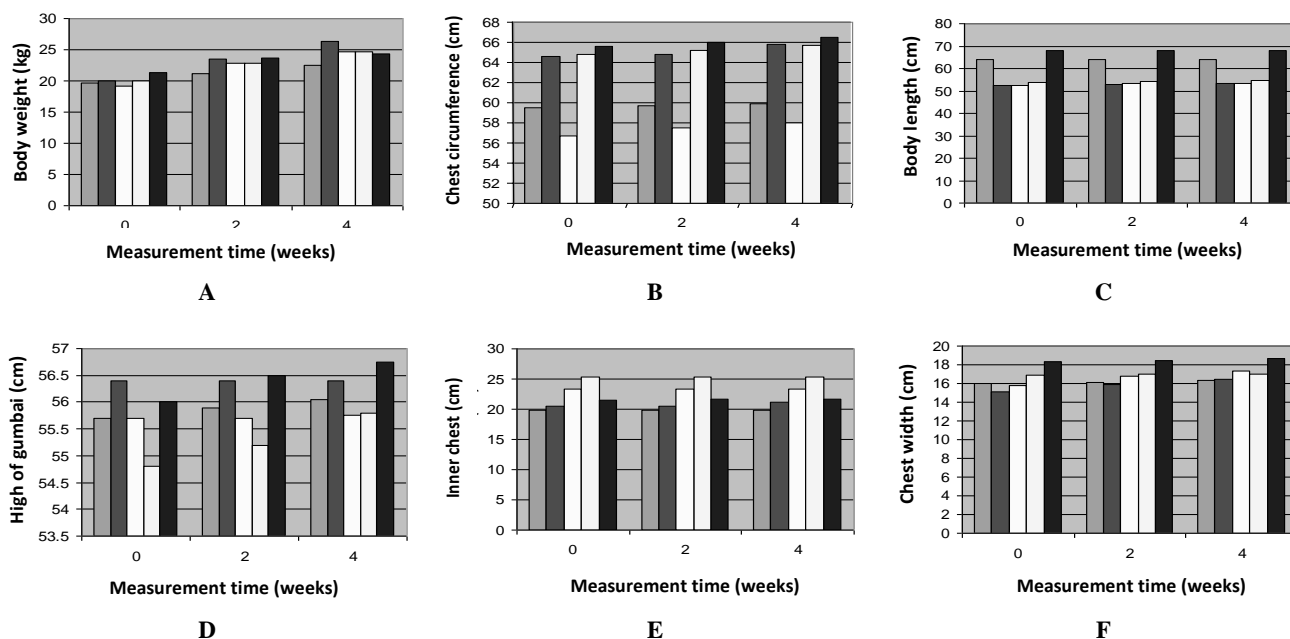 Body weight (kg)
30
25
20
15
10
5
0
0 2 4
Measurement time (weeks)
A
Chest circumference (cm
68
66
64
62
60
58
56
54
52
50
0 2 4
Measurement time (weeks)
B
Body length (cm)
80
70
60
50
40
30
20
10
0
0 2 4
Measurement time (weeks)
C
High of gumbai (cm)
57
56.5
56
55.5
55
54.5
54
53.5
0 2 4
Measurement time (weeks)
D
Inner chest (cm)
30
25
20
15
10
5
0
0 2 4
Measurement time (weeks)
E
Chest width (cm)
20
18
16
14
12
10
8
6
4
2
0
0 2 4
Measurement time (weeks)
F